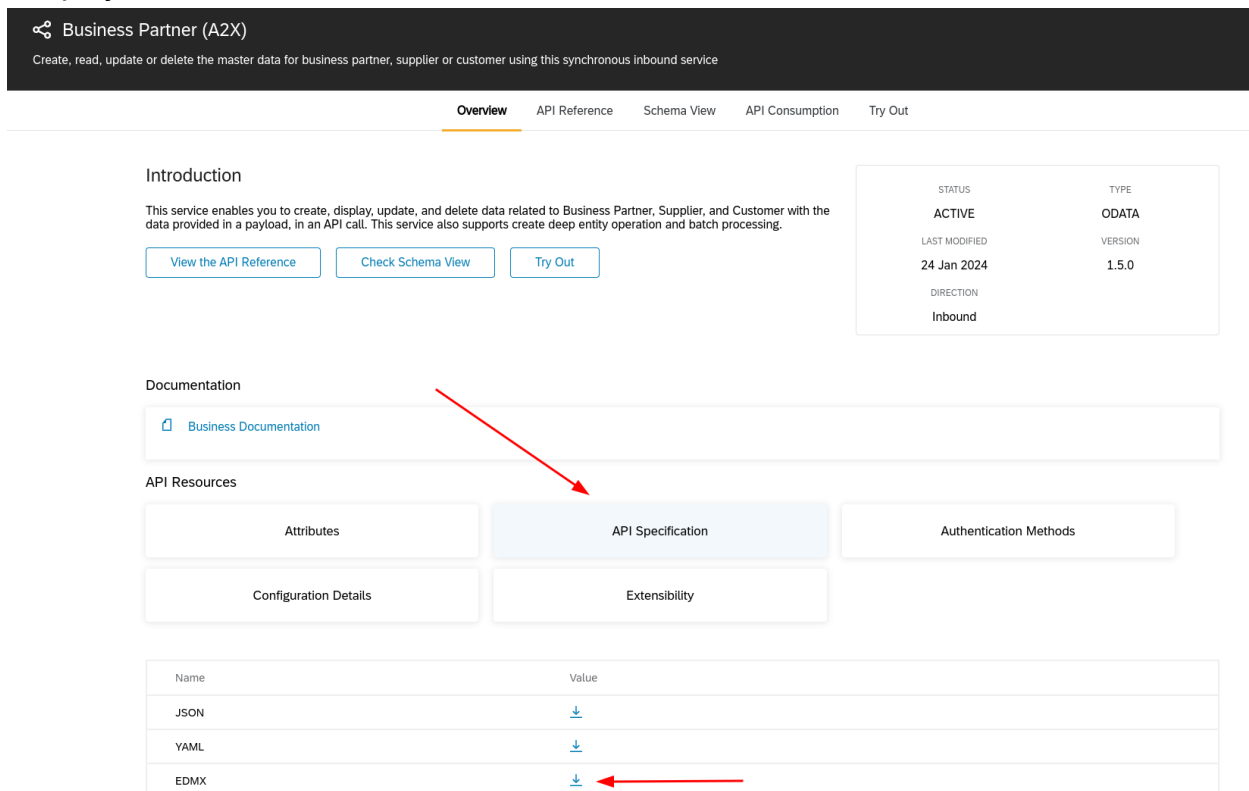 Business Partner (A2X)
Create, read, update or delete the master data for business partner, supplier or customer using this synchronous inbound service
Overview API Reference Schema View API Consumption Try Out
Introduction
This service enables you to create, display, update, and delete data related to Business Partner, Supplier, and Customer with the
data provided in a payload, in an API call. This service also supports create deep entity operation and batch processing.
View the API Reference Check Schema View Try Out
STATUS TYPE
ACTIVE ODATA
LAST MODIFIED VERSION
24 Jan 2024 1.5.0
DIRECTION
Inbound
Documentation
Business Documentation
API Resources
Attributes API Specification Authentication Methods
Configuration Details Extensibility
Name Value
JSON
YAML
EDMX